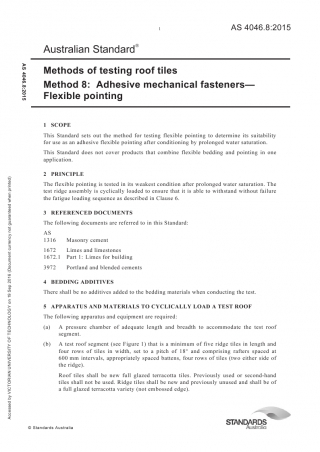 1
AS 4046.8:2015
Australian Standard®
Methods of testing roof tiles
Method 8: Adhesive mechanical fasteners—
Flexible pointing
1 SCOPE
This Standard sets out the method for testing flexible pointing to determine its suitability
for use as an adhesive flexible pointing after conditioning by prolonged water saturation.
This Standard does not cover products that combine flexible bedding and pointing in one
application.
2 PRINCIPLE
The flexible pointing is tested in its weakest condition after prolonged water saturation. The
test ridge assembly is cyclically loaded to ensure that it is able to withstand without failure
the fatigue loading sequence as described in Clause 6.
3 REFERENCED DOCUMENTS
The following documents are referred to in this Standard:
AS
1316 Masonry cement
1672 Limes and limestones
1672.1 Part 1: Limes for building
3972 Portland and blended cements
4 BEDDING ADDITIVES
There shall be no additives added to the bedding materials when conducting the test.
5 APPARATUS AND MATERIALS TO CYCLICALLY LOAD A TEST ROOF
The following apparatus and equipment are required:
(a) A pressure chamber of adequate length and breadth to accommodate the test roof
segment.
(b) A test roof segment (see Figure 1) that is a minimum of five ridge tiles in length and
four rows of tiles in width, set to a pitch of 18° and comprising rafters spaced at
600 mm intervals, appropriately spaced battens, four rows of tiles (two either side of
the ridge).
Roof tiles shall be new full glazed terracotta tiles. Previously used or second-hand
tiles shall not be used. Ridge tiles shall be new and previously unused and shall be of
a full glazed terracotta variety (not embossed edge).
AS 4046.8:2015
Accessed by VICTORIAN UNIVERSITY OF TECHNOLOGY on 16 Sep 2016 (Document currency not guaranteed when printed)
© Standards Australia
STANDARDS
Australia